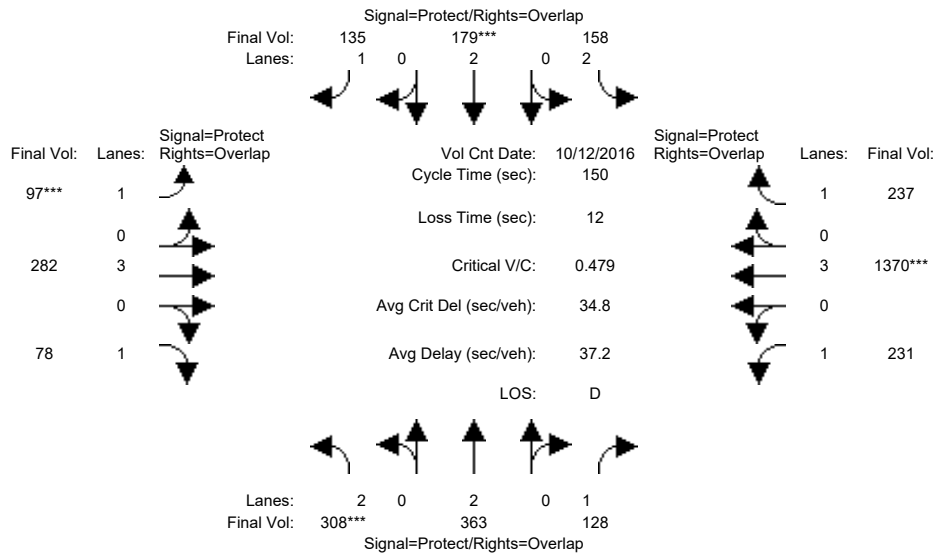 Signal=Protect/Rights=Overlap
Final Vol: 135 179*** 158
Lanes: 1 0 2 0 2
Signal=Protect
Final Vol: Lanes: Rights=Overlap
Vol Cnt Date: 10/12/2016
Signal=Protect
Rights=Overlap Lanes: Final Vol:
Cycle Time (sec): 150
97*** 1
1 237
Loss Time (sec): 12
0
0
282 3
Critical V/C: 0.479
3 1370***
0
Avg Crit Del (sec/veh): 34.8
0
78 1
Avg Delay (sec/veh): 37.2
1 231
LOS: D
Lanes: 2 0 2 0 1
Final Vol: 308*** 363 128
Signal=Protect/Rights=Overlap